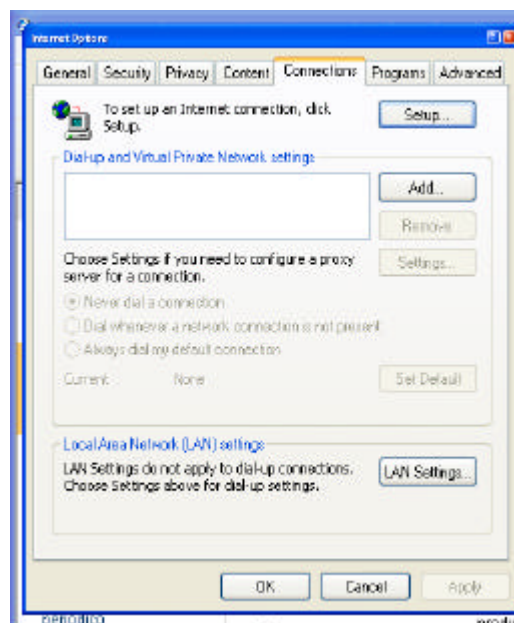 Internet Options
General Security Privacy Content Connections Programs Advanced
To set up an Internet connection, click
Setup.
Setup...
Dial-up and Virtual Private Network settings
Add...
Remove
Choose Settings if you need to configure a proxy
server for a connection.
Settings...
Never dial a connection
Dial whenever a network connection is not present
Always dial my default connection
Current None
Set Default
Local Area Network (LAN) settings
LAN Settings do not apply to dial-up connections.
Choose Settings above for dial-up settings.
LAN Settings...
OK Cancel Apply
periodico